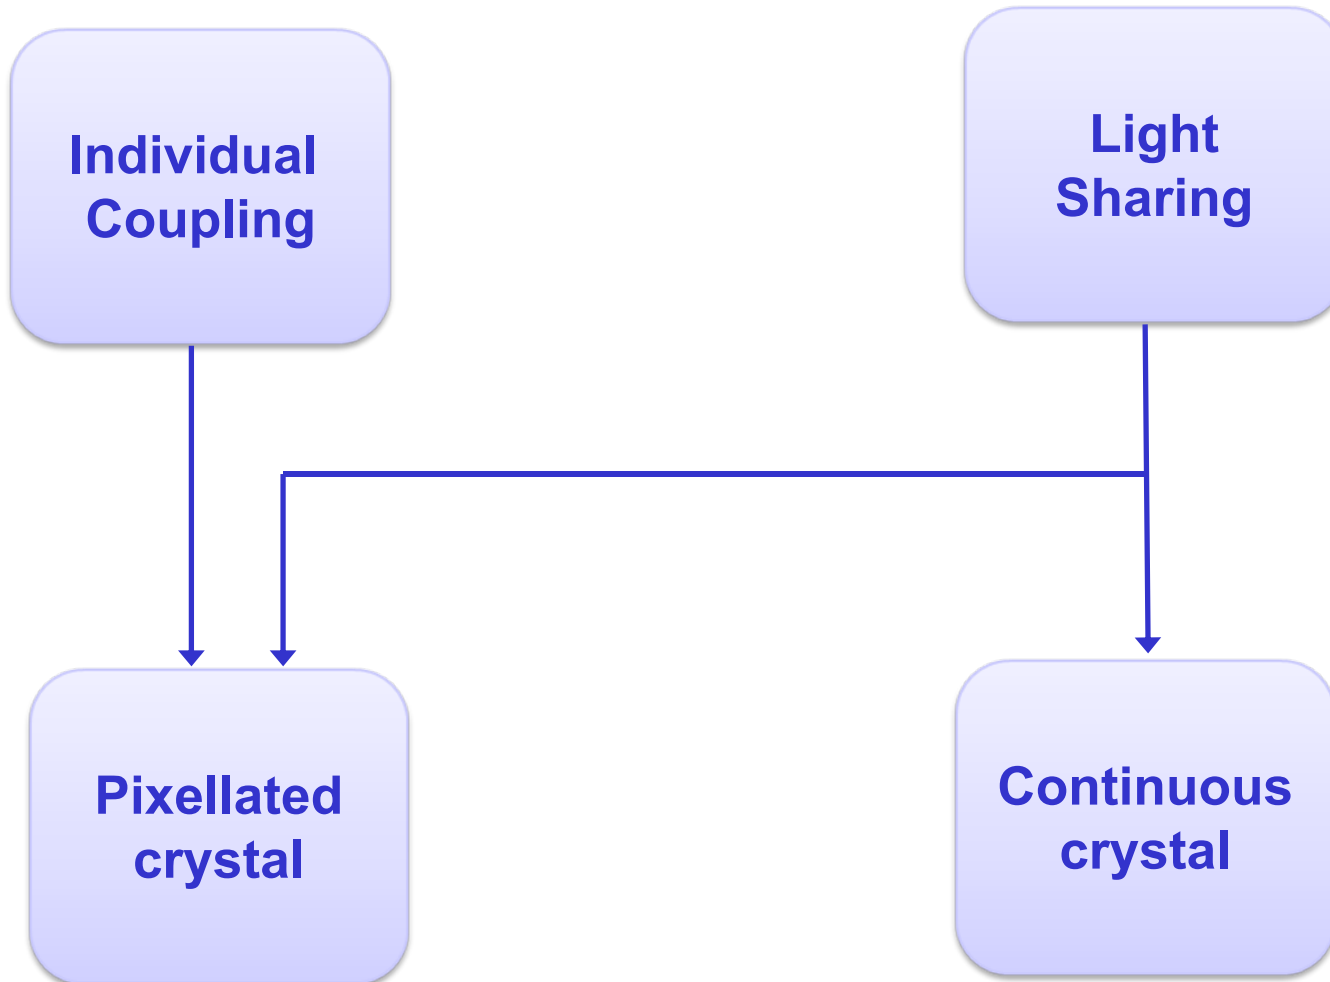 Individual
Coupling
Light
Sharing
Pixellated
crystal
Continuous
crystal